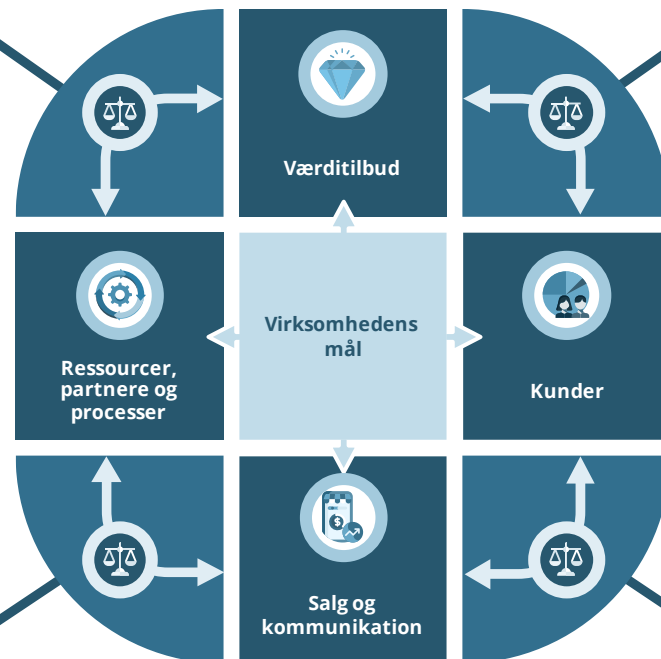 Værditilbud
Virksomhedens
mål
Ressourcer,
partnere og
processer
Kunder
$
Salg og
kommunikation